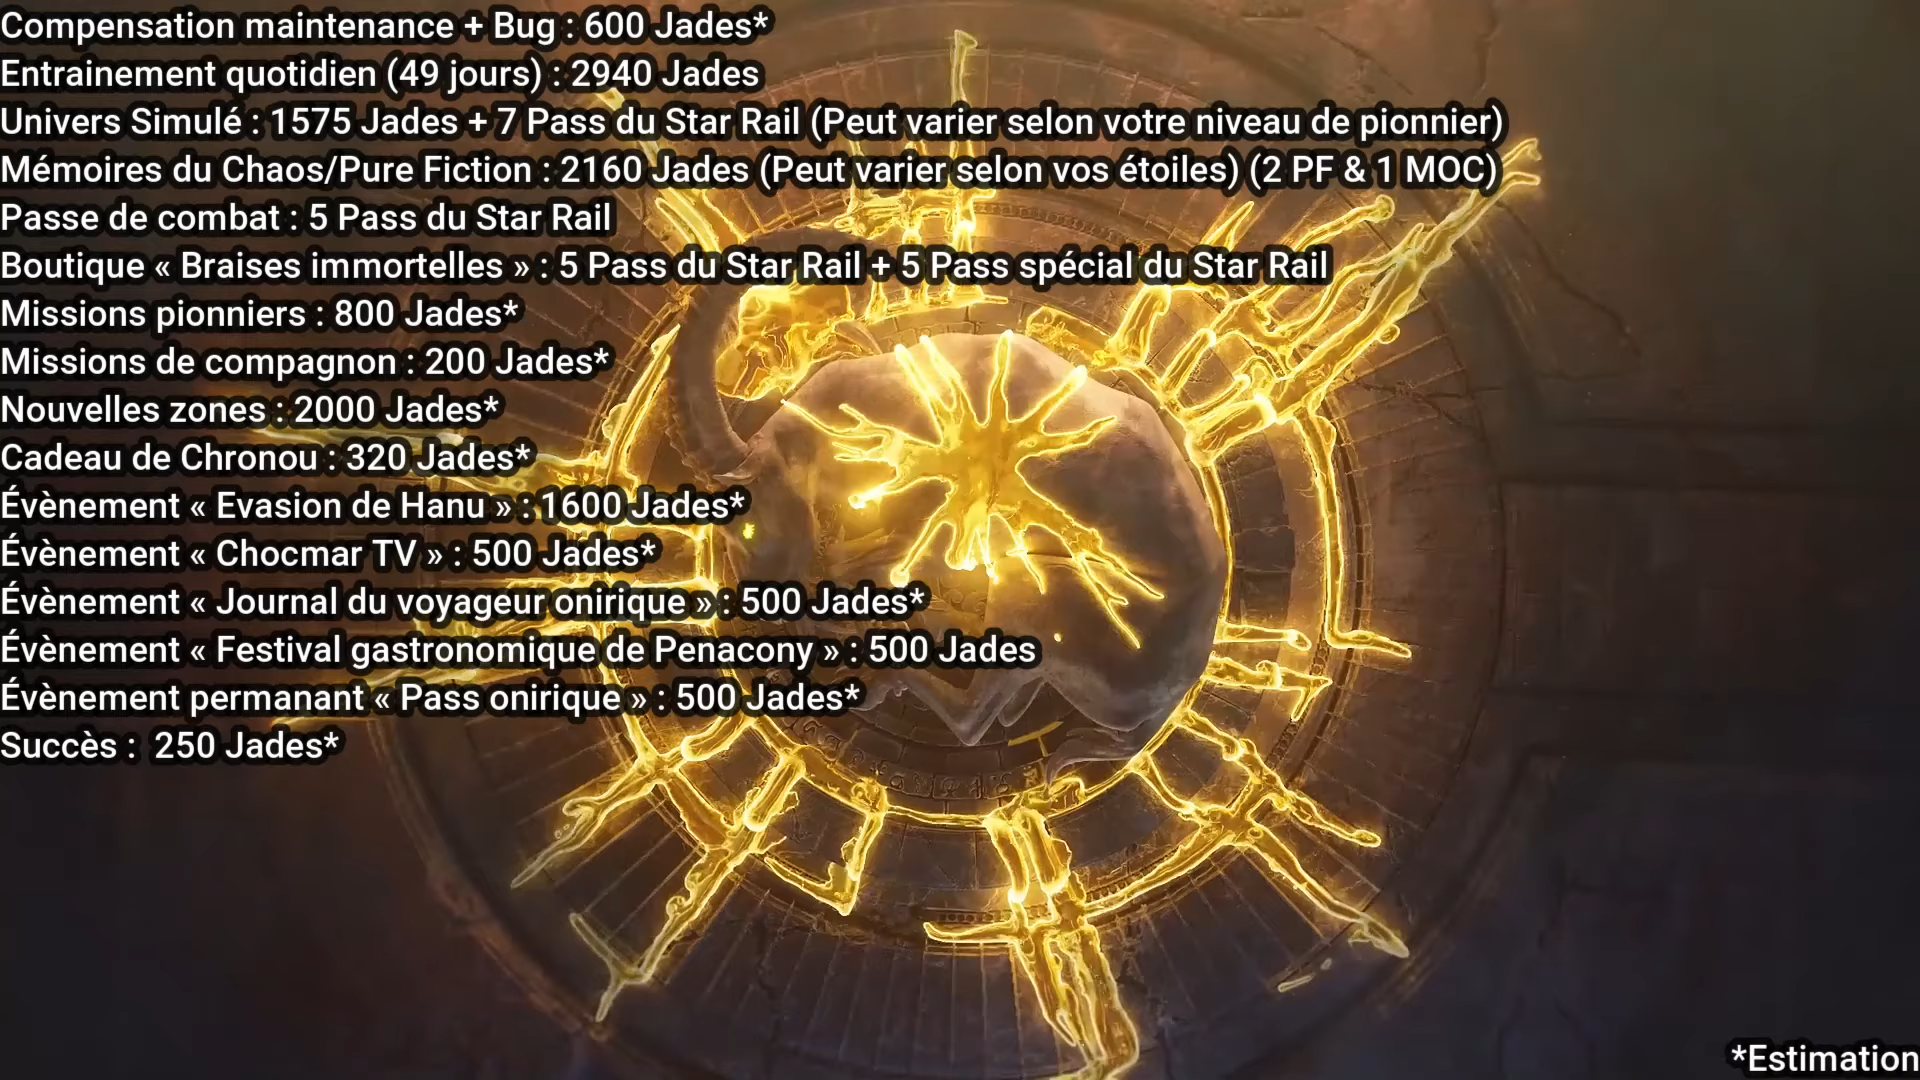 Compensation maintenance + Bug : 600 Jades*
Entrainement quotidien (49 jours) : 2940 Jades
Univers Simulé : 1575 Jades + 7 Pass du Star Rail (Peut varier selon votre niveau de pionnier)
Mémoires du Chaos/Pure Fiction : 2160 Jades (Peut varier selon vos étoiles) (2 PF & 1 MOC)
Passe de combat : 5 Pass du Star Rail
Boutique « Braises immortelles » : 5 Pass du Star Rail + 5 Pass spécial du Star Rail
Missions pionniers : 800 Jades*
Missions de compagnon : 200 Jades*
Nouvelles zones : 2000 Jades*
Cadeau de Chronou : 320 Jades*
Évènement « Evasion de Hanu » : 1600 Jades*
Évènement « Chocmar TV » : 500 Jades*
Évènement « Journal du voyageur onirique » : 500 Jades*
Évènement « Festival gastronomique de Penacony » : 500 Jades
Évènement permanant « Pass onirique » : 500 Jades*
Succès : 250 Jades*
*Estimation